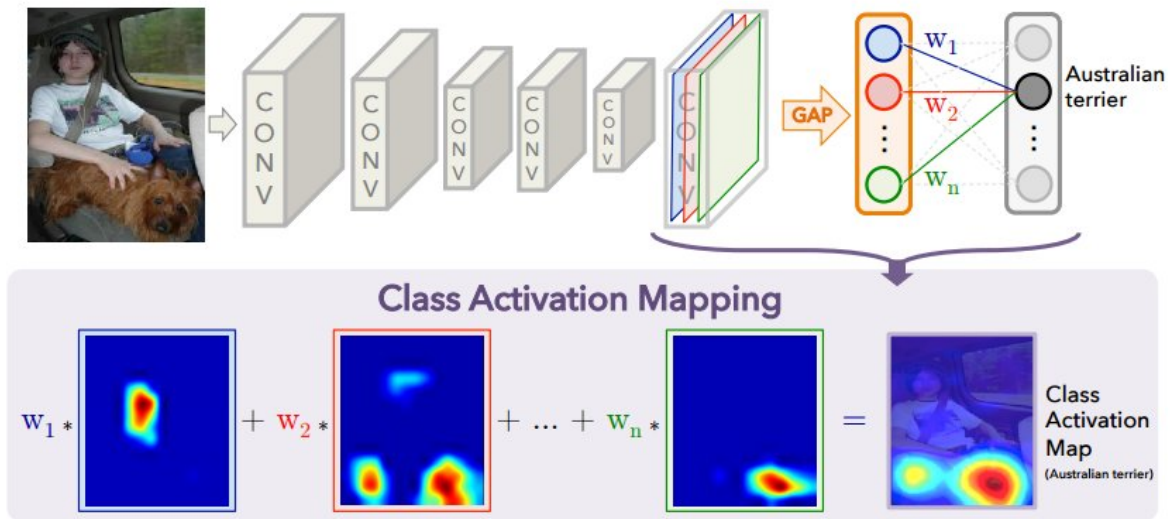 CONV
CONV
CONV
CONV
CONV
CONV
GAP
w1
w2
wn
Australian
terrier
Class Activation Mapping
w1 * + w2 * + ... + wn * =
Class
Activation
Map
(Australian terrier)